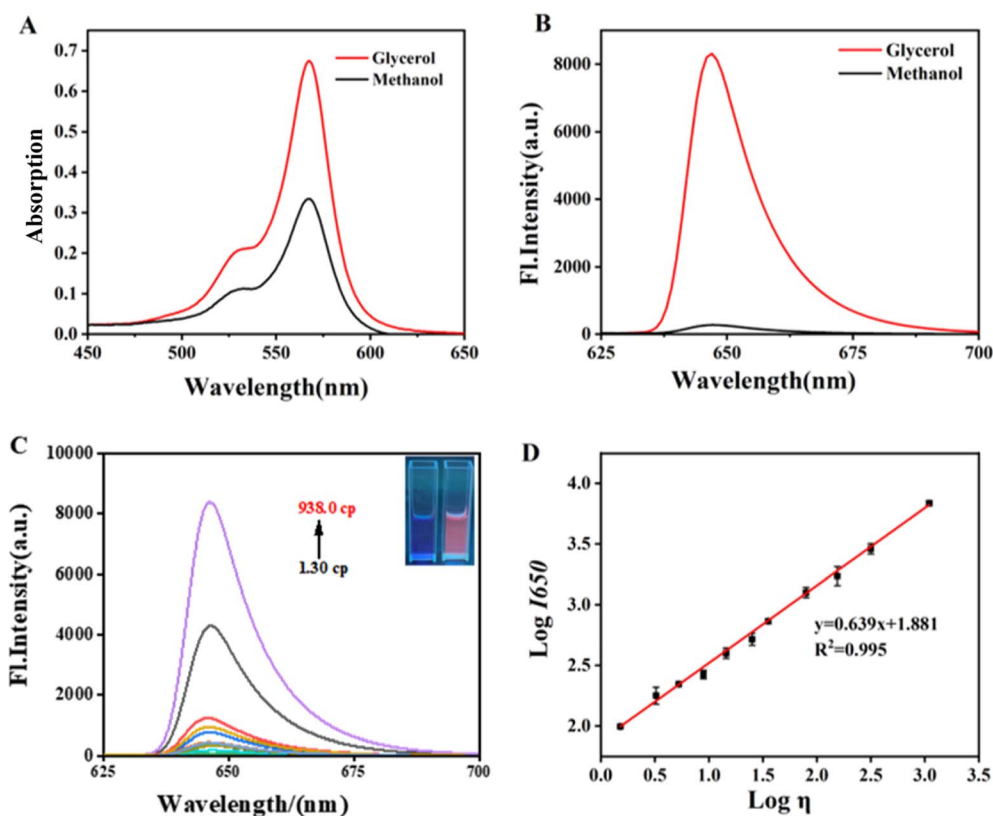 A
Absorption
0.7
0.6
0.5
0.4
0.3
0.2
0.1
0.0
450
500
550
600
650
Wavelength(nm)
Glycerol
Methanol
B
Fl.Intensity(a.u.)
8000
6000
4000
2000
0
625
650
675
700
Wavelength(nm)
Glycerol
Methanol
C
Fl.Intensity(a.u.)
10000
8000
6000
4000
2000
0
625
650
675
700
Wavelength/(nm)
938.0 cp
1.30 cp
D
Log I650
4.0
3.5
3.0
2.5
2.0
0.0
0.5
1.0
1.5
2.0
2.5
3.0
3.5
Log η
y=0.639x+1.881
R²=0.995